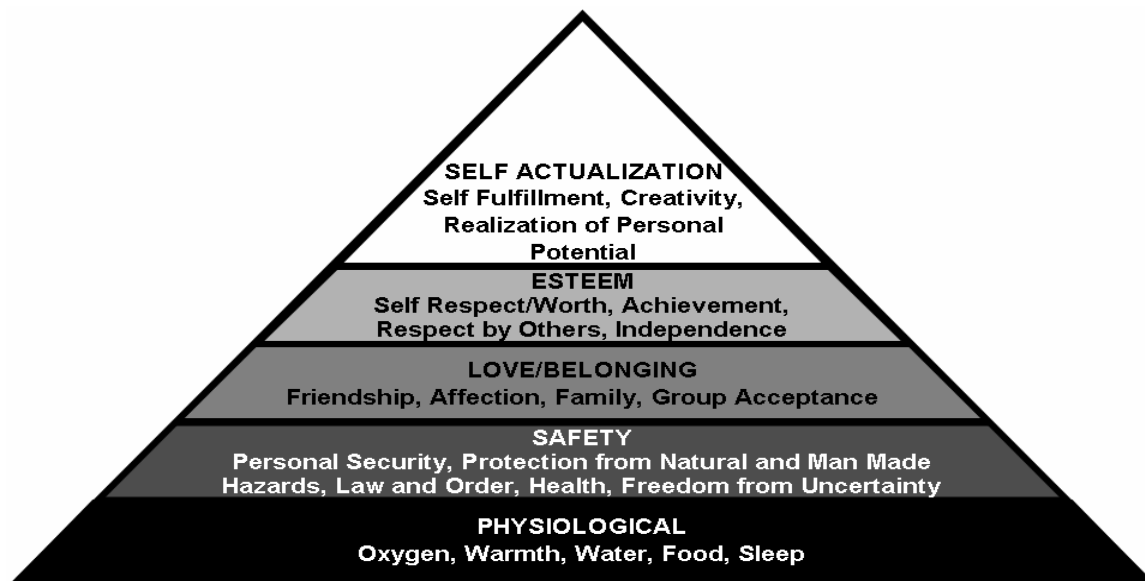 SELF ACTUALIZATION
Self Fulfillment, Creativity,
Realization of Personal
Potential
ESTEEM
Self Respect/Worth, Achievement,
Respect by Others, Independence
LOVE/BELONGING
Friendship, Affection, Family, Group Acceptance
SAFETY
Personal Security, Protection from Natural and Man Made
Hazards, Law and Order, Health, Freedom from Uncertainty
PHYSIOLOGICAL
Oxygen, Warmth, Water, Food, Sleep